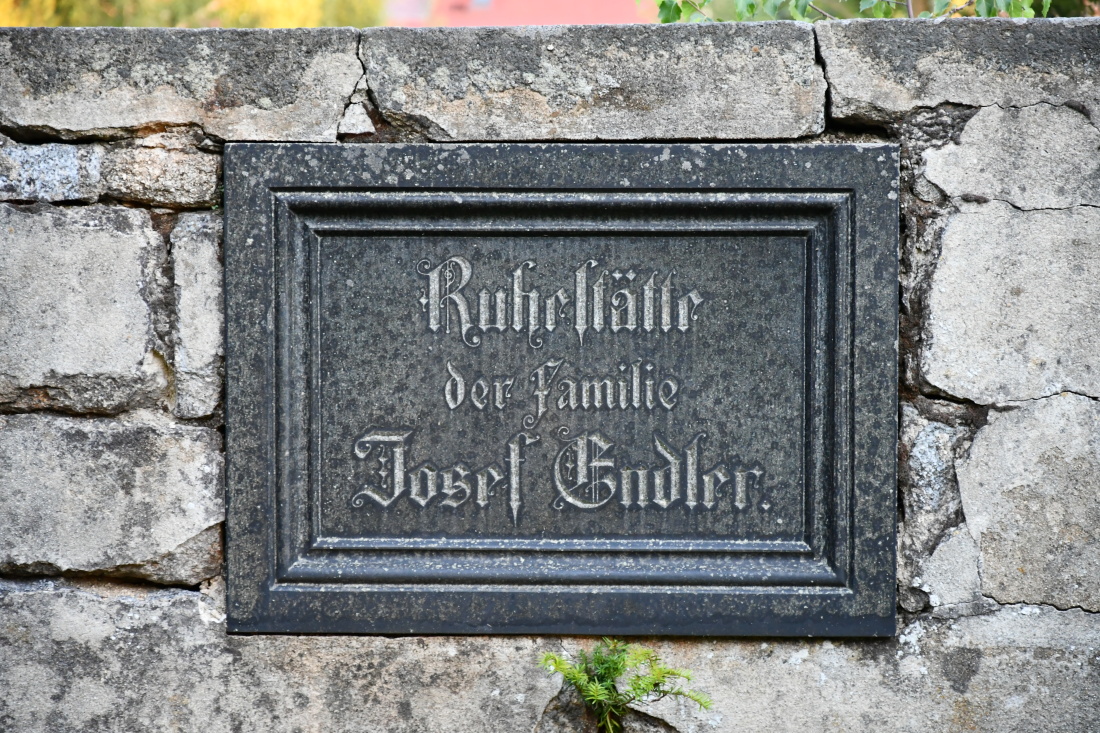 Ruhestätte
der Familie
Josef Endler.